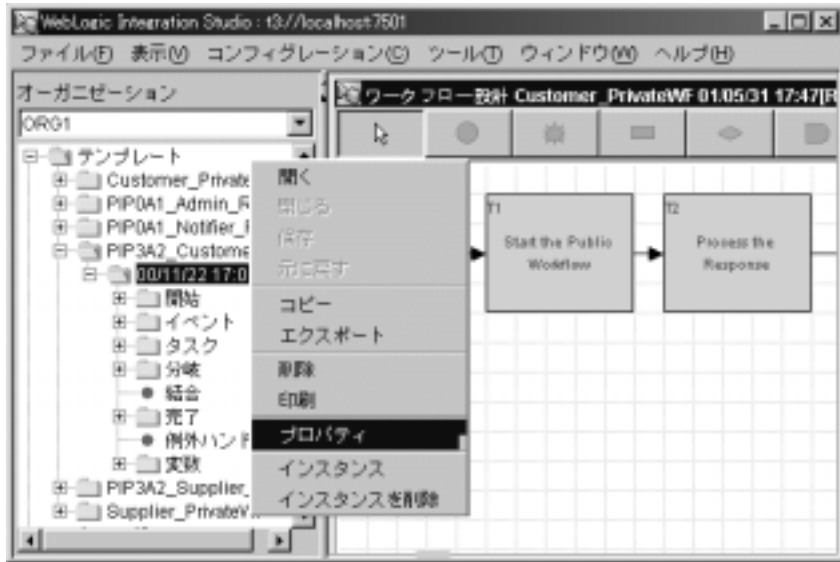 WebLogic Integration Studio : t3://localhost:7501
ファイル(F) 表示(V) コンフィグレーション(C) ツール(T) ウィンドウ(W) ヘルプ(H)
オーガニゼーション
ORG1
テンプレート
Customer_Private
PIP0A1_Admin_R
PIP0A1_Notifier_
PIP3A2_Custome
00/11/22 17:0
開始
イベント
タスク
分岐
結合
完了
例外ハンド
変数
PIP3A2_Supplier_
Supplier_PrivateW
開く
閉じる
保存
元に戻す
コピー
エクスポート
削除
印刷
プロパティ
インスタンス
インスタンスを削除
ワークフロー設計 Customer_PrivateWF 01/05/31 17:47[R
T1
Start the Public
Workflow
T2
Process the
Response